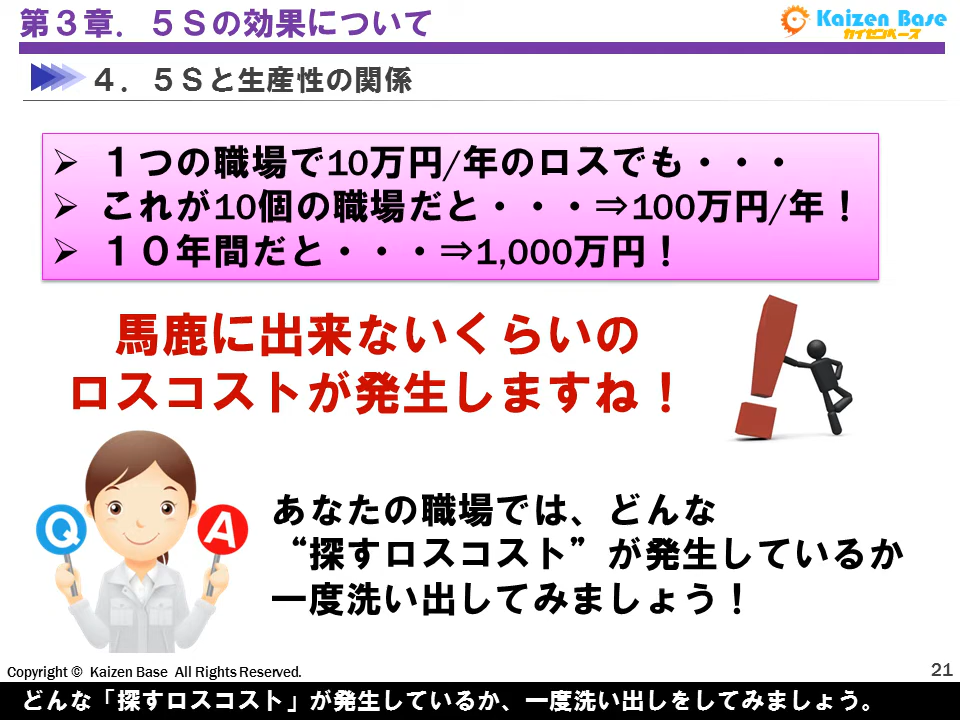 第３章．５Ｓの効果について
Kaizen Base
カイゼンベース
４．５Ｓと生産性の関係
➢ １つの職場で10万円/年のロスでも・・・
➢ これが10個の職場だと・・・⇒100万円/年！
➢ １０年間だと・・・⇒1,000万円！
馬鹿に出来ないくらいの
ロスコストが発生しますね！
Q
A
あなたの職場では、どんな
“探すロスコスト”が発生しているか
一度洗い出してみましょう！
Copyright © Kaizen Base All Rights Reserved.
21
どんな「探すロスコスト」が発生しているか、一度洗い出しをしてみましょう。